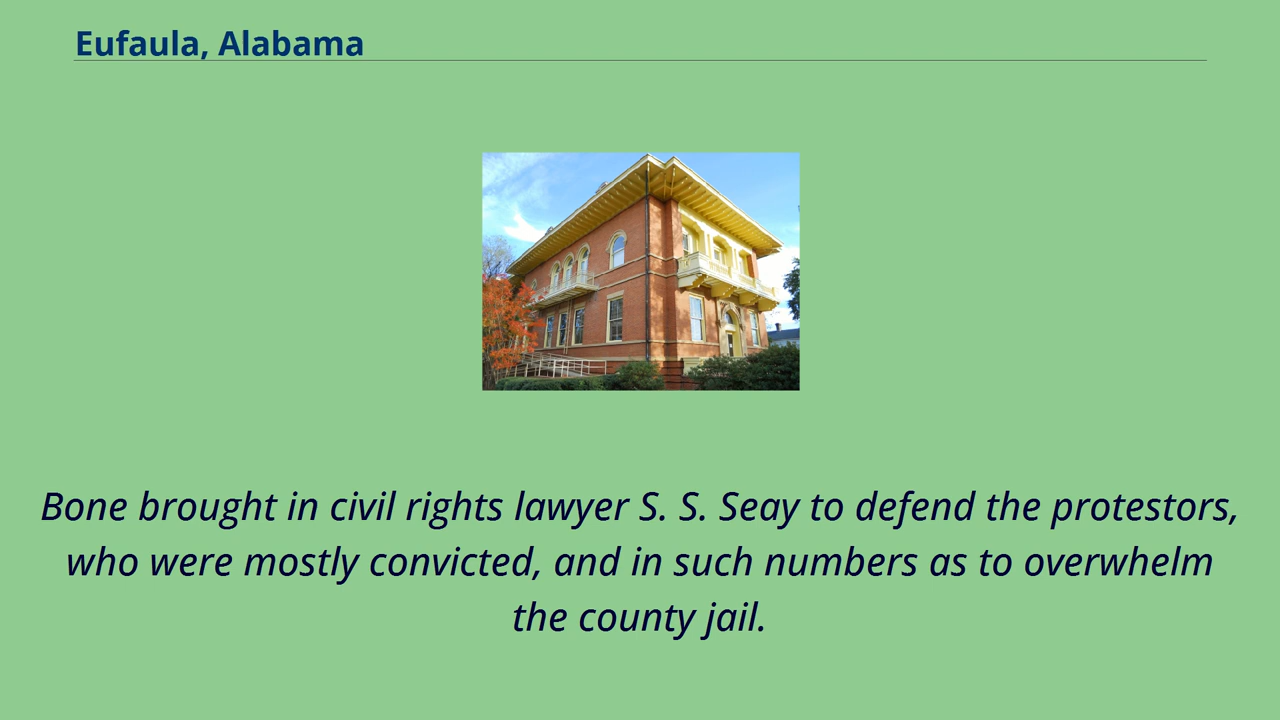 Eufaula, Alabama
Bone brought in civil rights lawyer S. S. Seay to defend the protestors,
who were mostly convicted, and in such numbers as to overwhelm
the county jail.